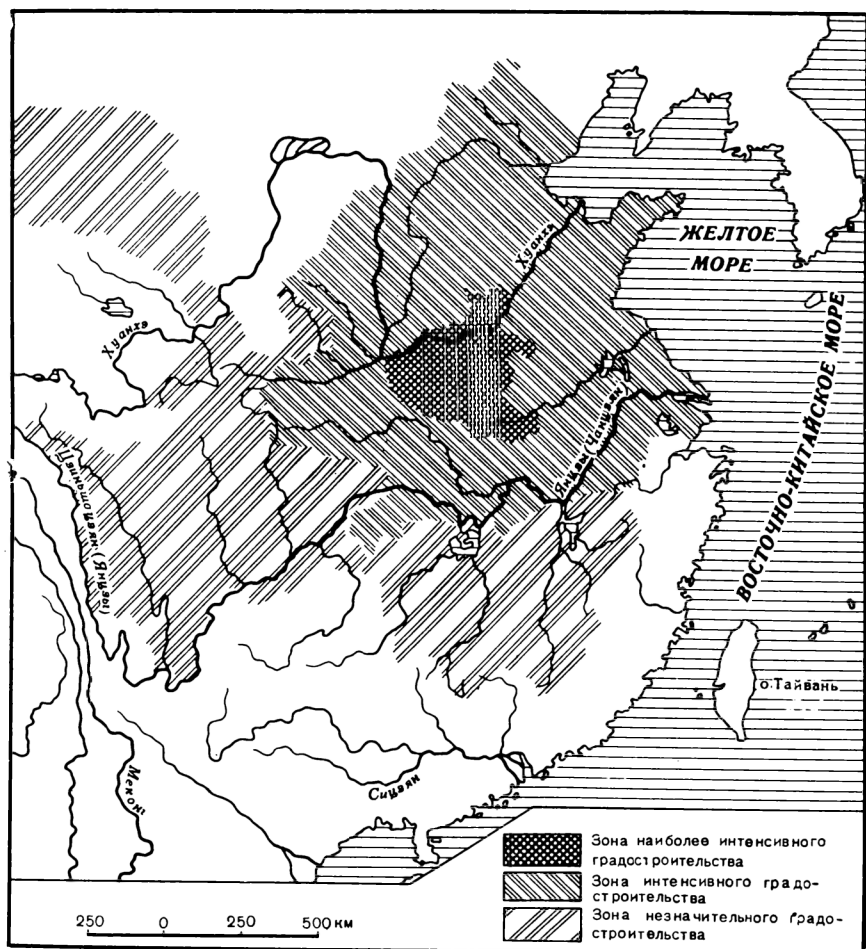 ЖЕЛТОЕ
МОРЕ
Хуанхэ
Хуанхэ
ВОСТОЧНО-КИТАЙСКОЕ МОРЕ
Янцзы (Чанцзян)
(Янцзы)
о.Тайвань
Меконг
Сицзян
Зона наиболее интенсивного
градостроительства
Зона интенсивного градо-
строительства
Зона незначительного градо-
строительства
250 0 250 500 км